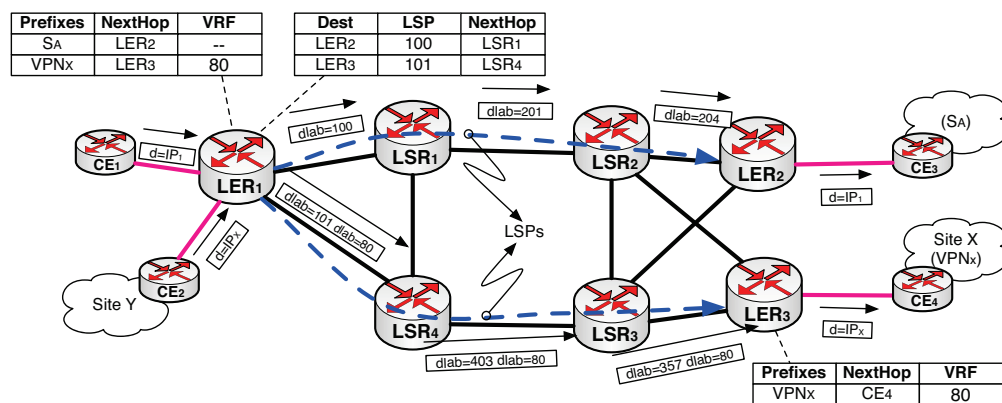 Prefixes NextHop VRF
SA LER2 --
VPNX LER3 80
Dest LSP NextHop
LER2 100 LSR1
LER3 101 LSR4
dlab=100
dlab=201
dlab=204
(SA)
d=IP1
CE1
LER1
LSR1
LSR2
LER2
CE3
d=IP1
dlab=101 dlab=80
LSPs
d=IPX
Site X
(VPNX)
Site Y
CE2
LSR4
LSR3
LER3
CE4
d=IPX
dlab=403 dlab=80
dlab=357 dlab=80
Prefixes NextHop VRF
VPNX CE4 80